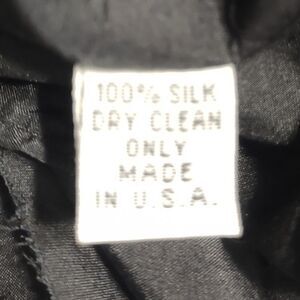 100% SILK
DRY CLEAN
ONLY
MADE
IN U.S.A.